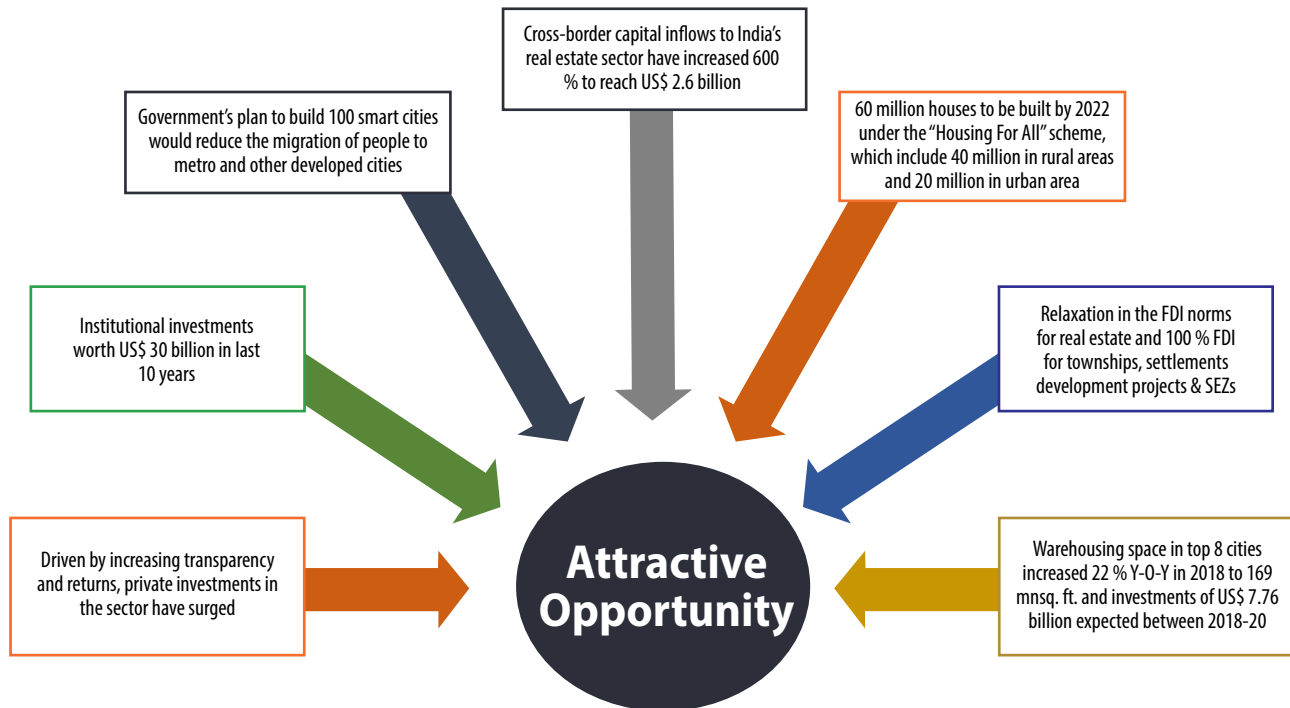 Cross-border capital inflows to India's
real estate sector have increased 600
% to reach US$ 2.6 billion
Government's plan to build 100 smart cities
would reduce the migration of people to
metro and other developed cities
60 million houses to be built by 2022
under the “Housing For All” scheme,
which include 40 million in rural areas
and 20 million in urban area
Institutional investments
worth US$ 30 billion in last
10 years
Relaxation in the FDI norms
for real estate and 100 % FDI
for townships, settlements
development projects & SEZs
Driven by increasing transparency
and returns, private investments in
the sector have surged
Attractive
Opportunity
Warehousing space in top 8 cities
increased 22 % Y-O-Y in 2018 to 169
mnsq. ft. and investments of US$ 7.76
billion expected between 2018-20